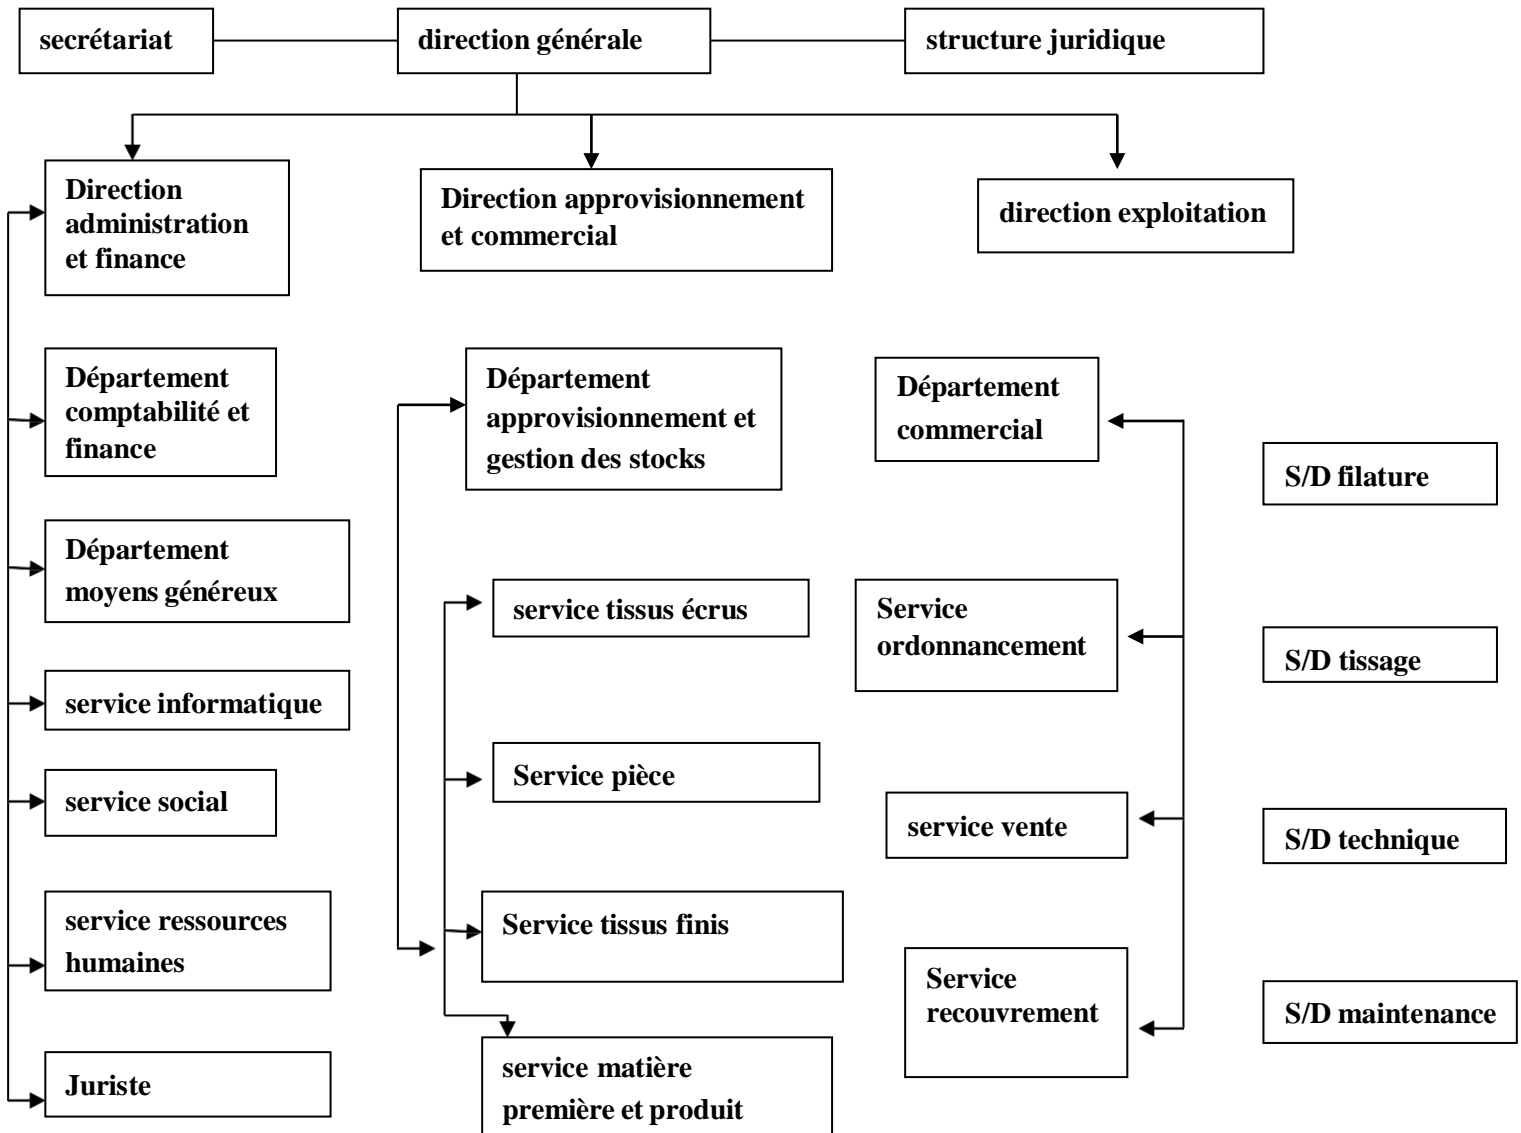 secrétariat
direction générale
structure juridique
Direction
administration
et finance
Direction approvisionnement
et commercial
direction exploitation
Département
comptabilité et
finance
Département
approvisionnement et
gestion des stocks
Département
commercial
S/D filature
Département
moyens généreux
service tissus écrus
Service
ordonnancement
S/D tissage
service informatique
Service pièce
service vente
S/D technique
service social
service ressources
humaines
Service tissus finis
Service
recouvrement
S/D maintenance
Juriste
service matière
première et produit